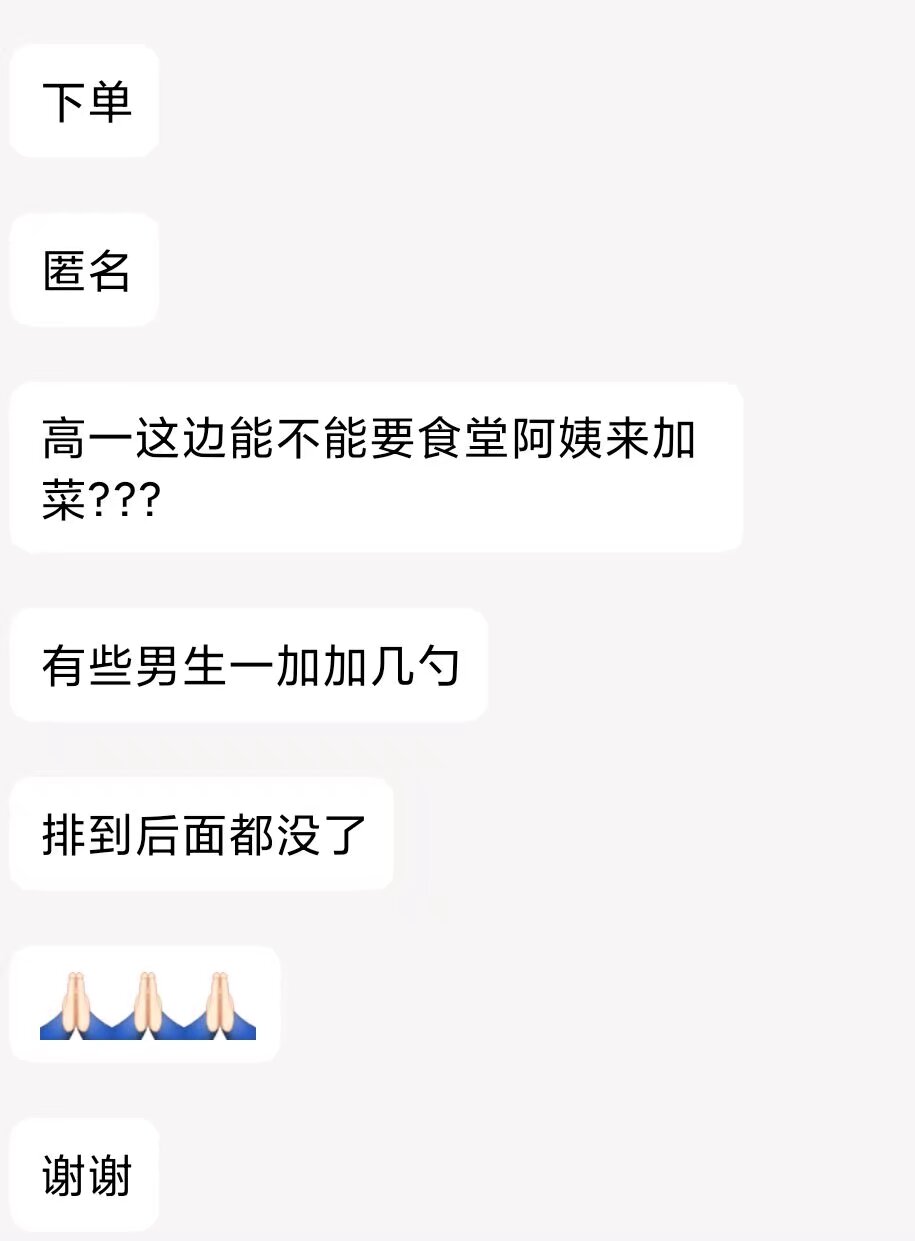 下单
匿名
高一这边能不能要食堂阿姨来加
菜???
有些男生一加加几勺
排到后面都没了
🙏🏻🙏🏻🙏🏻
谢谢